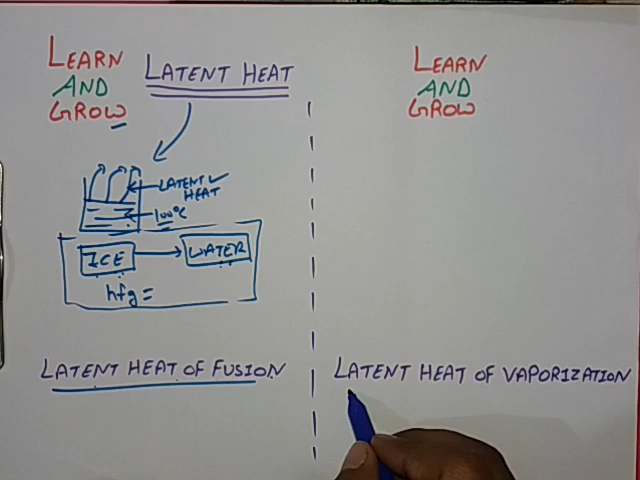 LEARN
AND
GROW
LATENT HEAT
LEARN
AND
GROW
LATENT
HEAT
100°C
ICE
WATER
hfg =
LATENT HEAT OF FUSION
LATENT HEAT OF VAPORIZATION